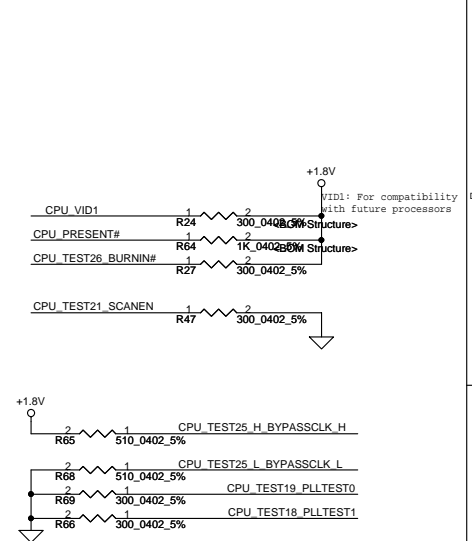 +1.8V
VID1: For compatibility
with future processors
CPU_VID1 1 2
R24 300_0402_5%
<BOM Structure>
CPU_PRESENT# 1 2
R64 1K_0402_5%
<BOM Structure>
CPU_TEST26_BURNIN# 1 2
R27 300_0402_5%
CPU_TEST21_SCANEN 1 2
R47 300_0402_5%
+1.8V
2 1 CPU_TEST25_H_BYPASSCLK_H
R65 510_0402_5%
2 1 CPU_TEST25_L_BYPASSCLK_L
R68 510_0402_5%
2 1 CPU_TEST19_PLLTEST0
R69 300_0402_5%
2 1 CPU_TEST18_PLLTEST1
R66 300_0402_5%